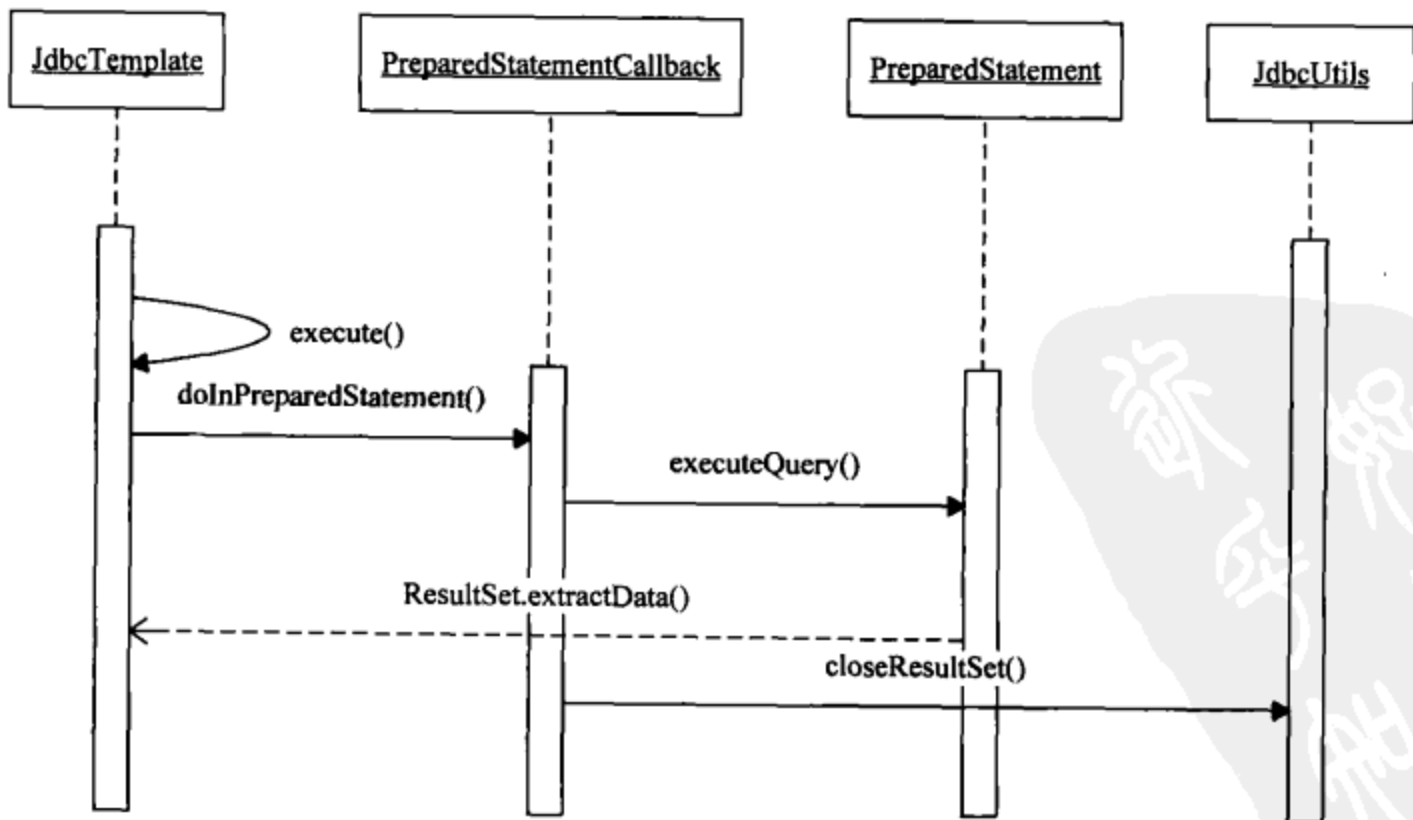 JdbcTemplate
PreparedStatementCallback
PreparedStatement
JdbcUtils
execute()
doInPreparedStatement()
executeQuery()
ResultSet.extractData()
closeResultSet()